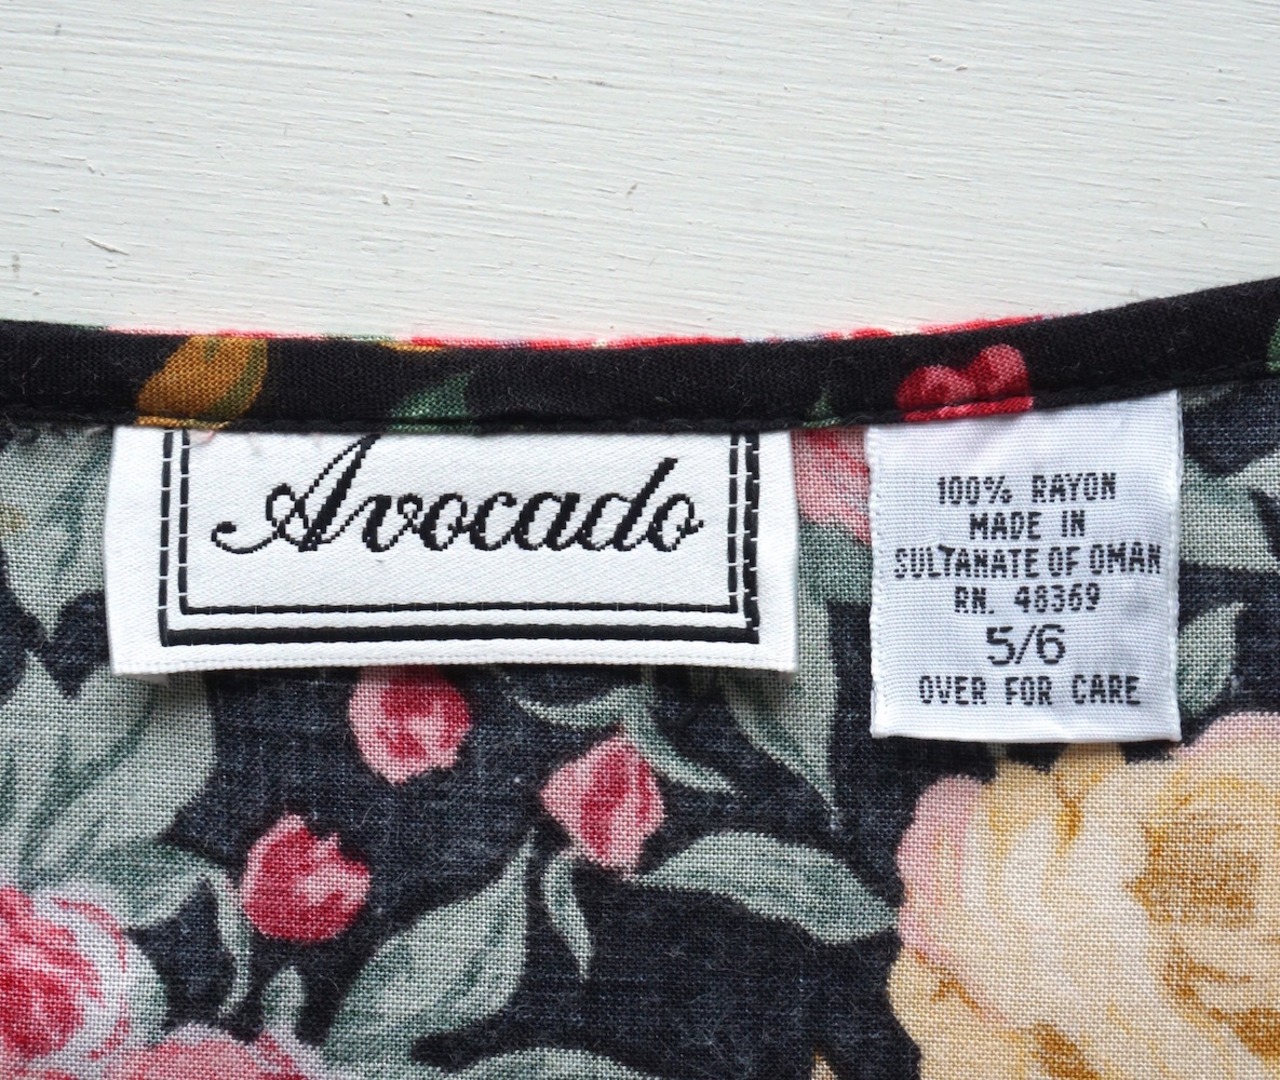 Avocado
100% RAYON
MADE IN
SULTANATE OF OMAN
RN. 48369
5/6
OVER FOR CARE